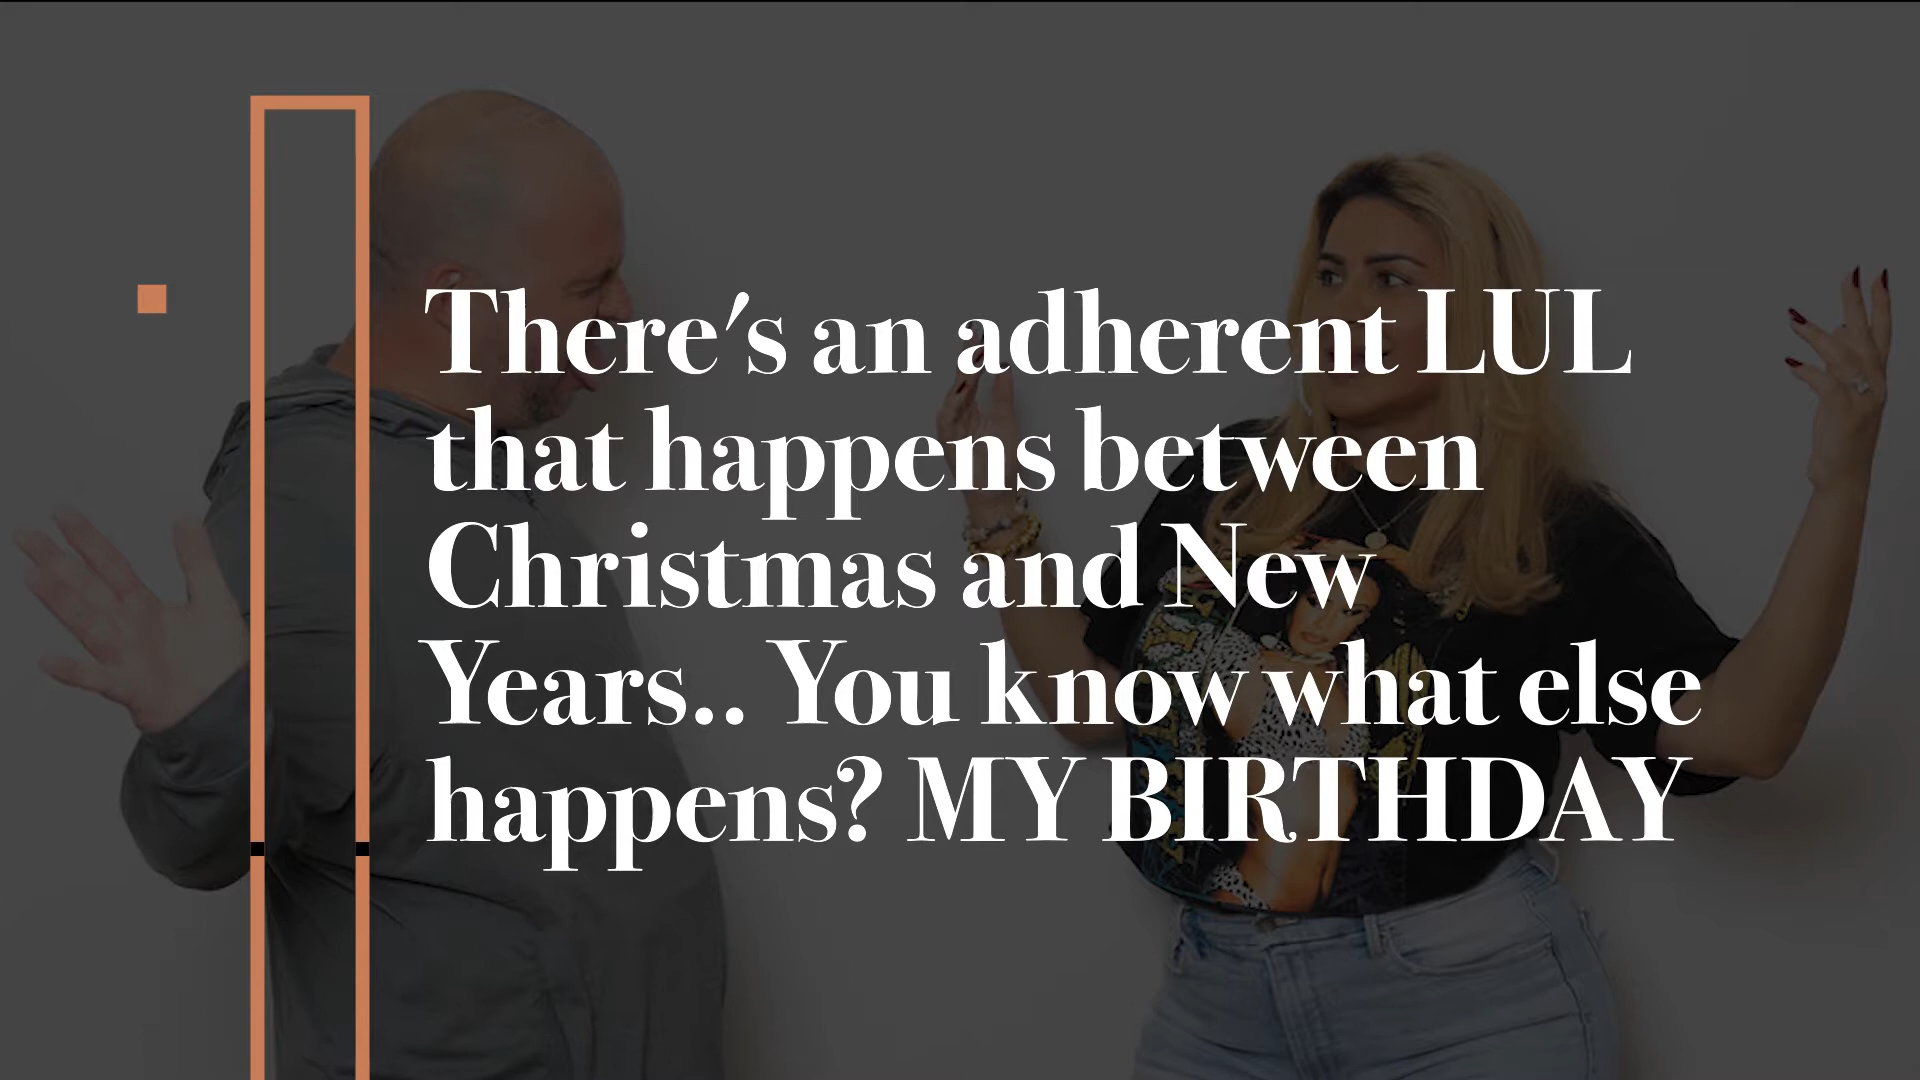 There's an adherent LUL
that happens between
Christmas and New
Years.. You know what else
happens? MY BIRTHDAY